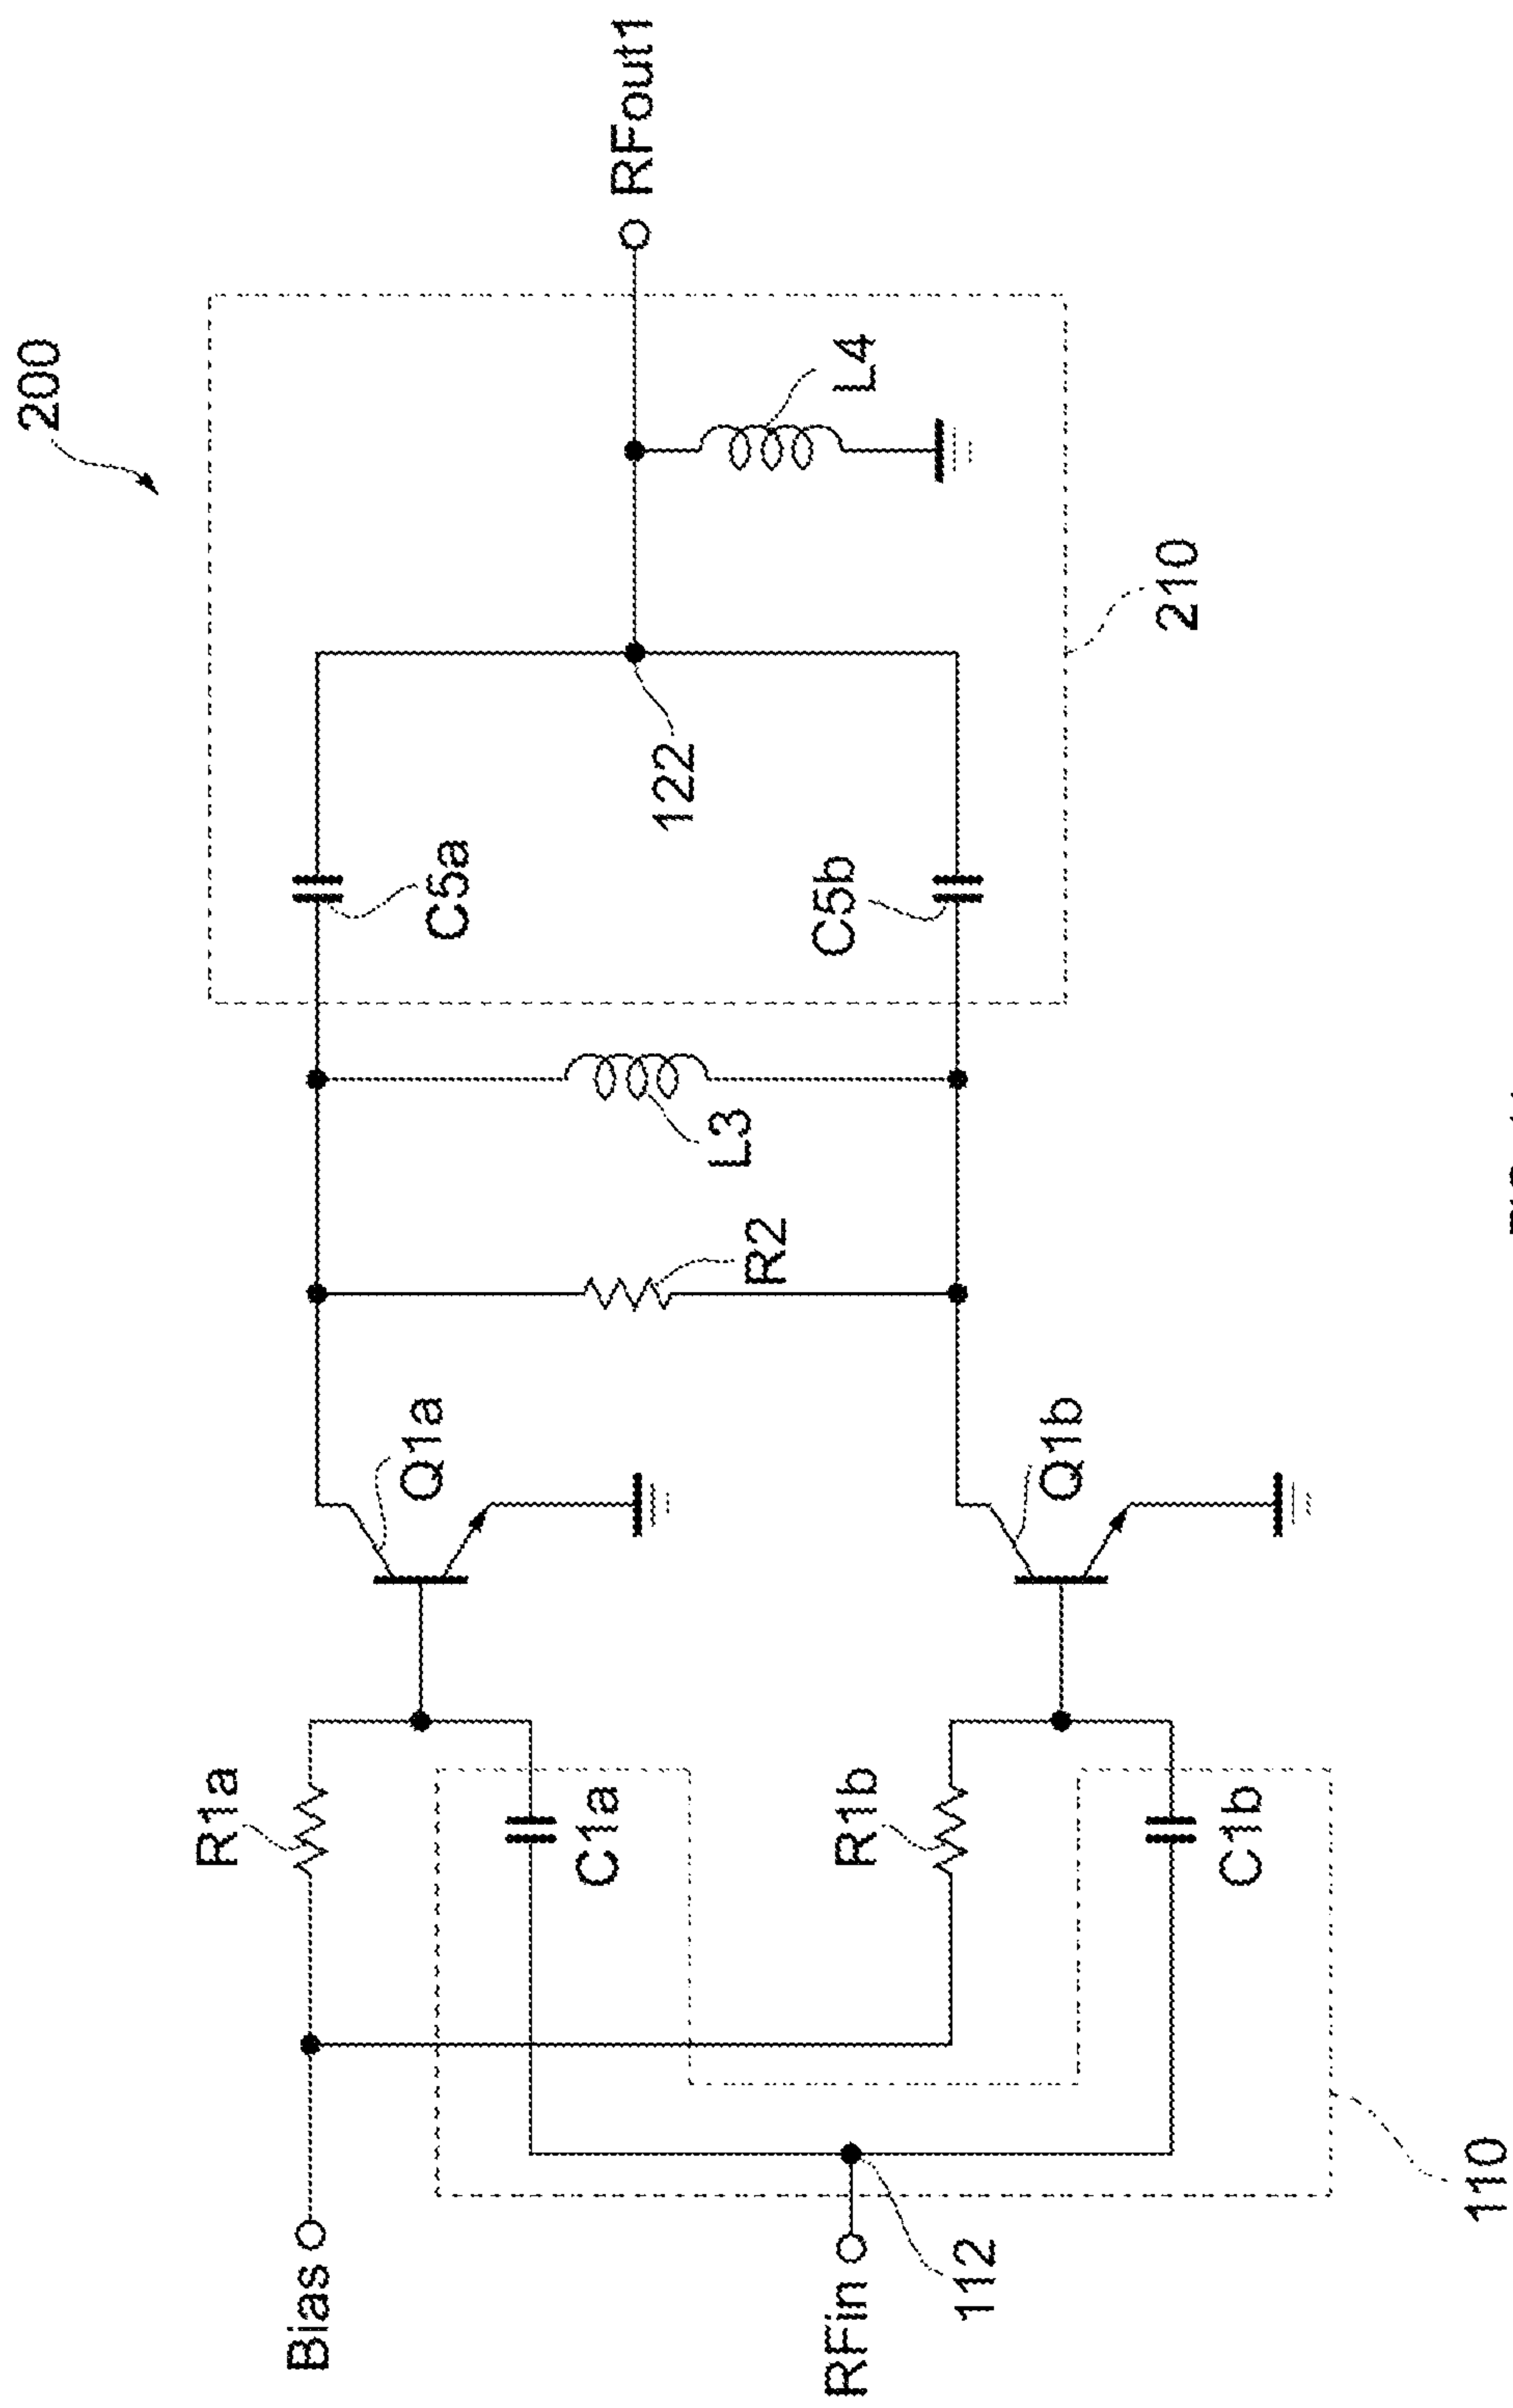 200
Bias
R1a
Q1a
C5a
RFout1
C1a
R2
L3
122
L4
RFin
112
R1b
Q1b
C5b
C1b
210
110